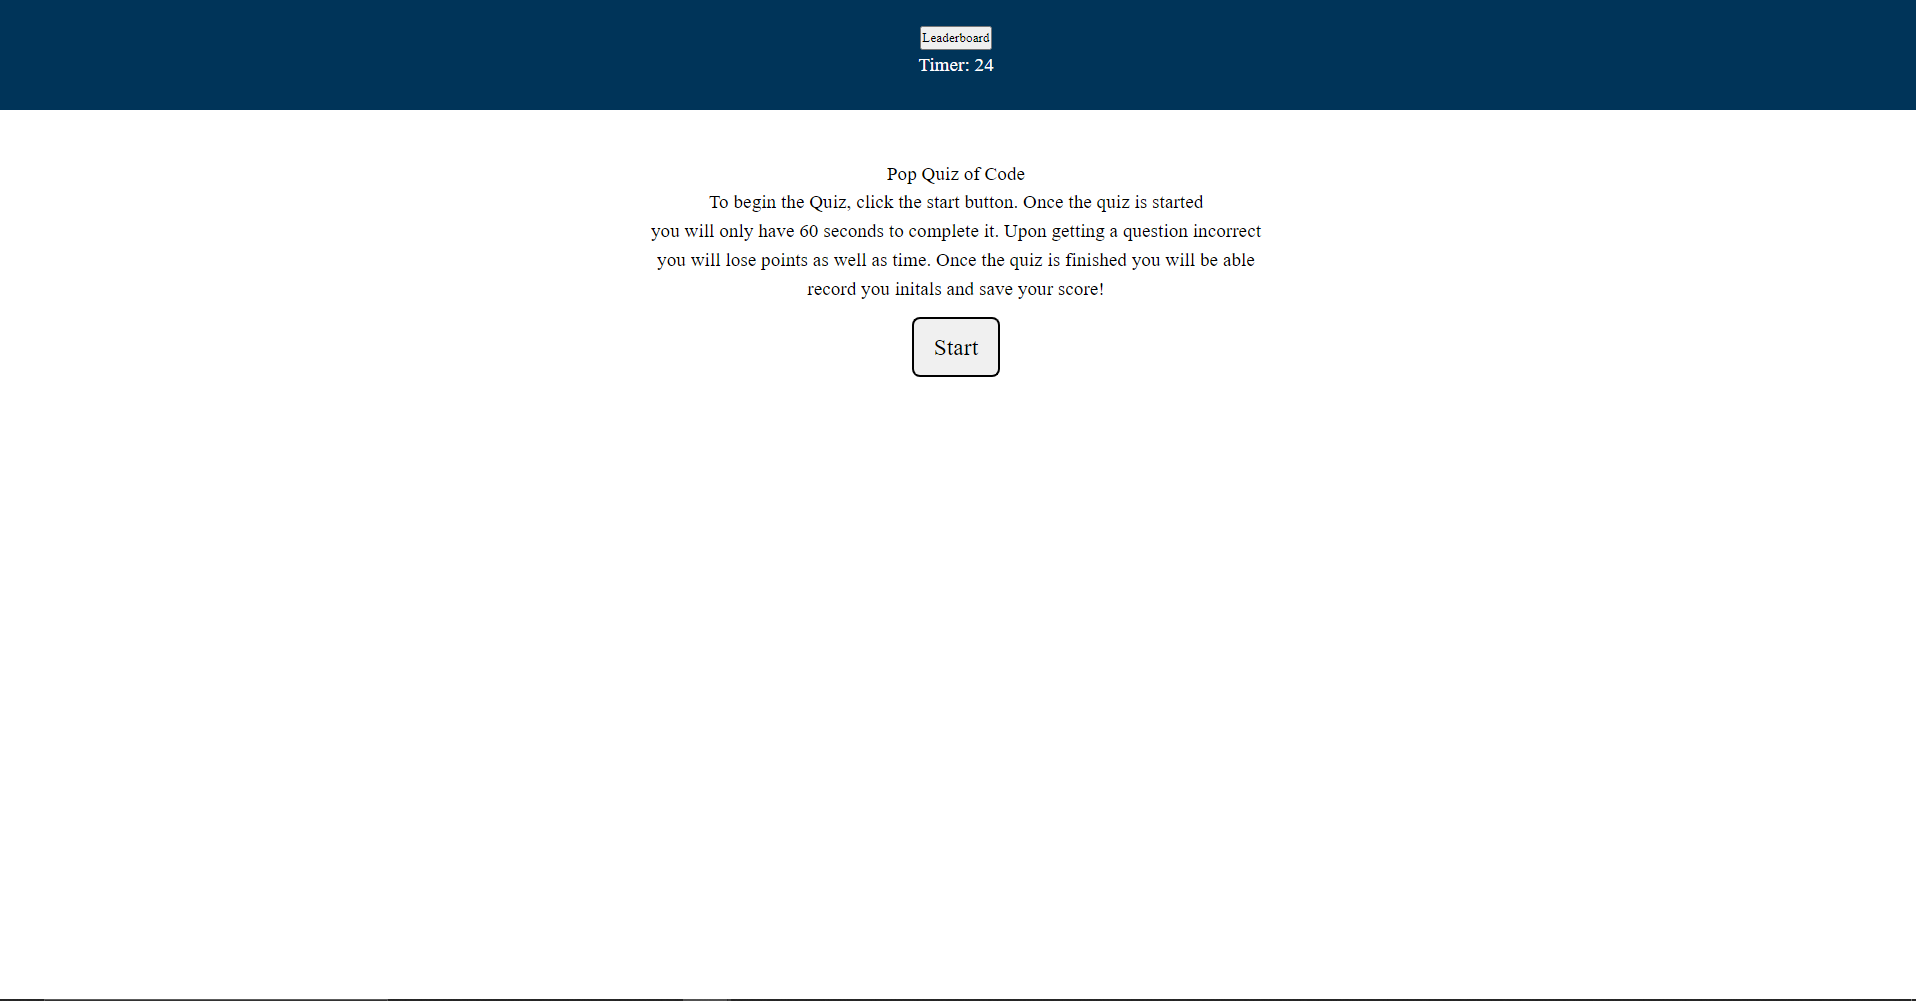 Leaderboard
Timer: 24
Pop Quiz of Code
To begin the Quiz, click the start button. Once the quiz is started
you will only have 60 seconds to complete it. Upon getting a question incorrect
you will lose points as well as time. Once the quiz is finished you will be able
record you initals and save your score!
Start